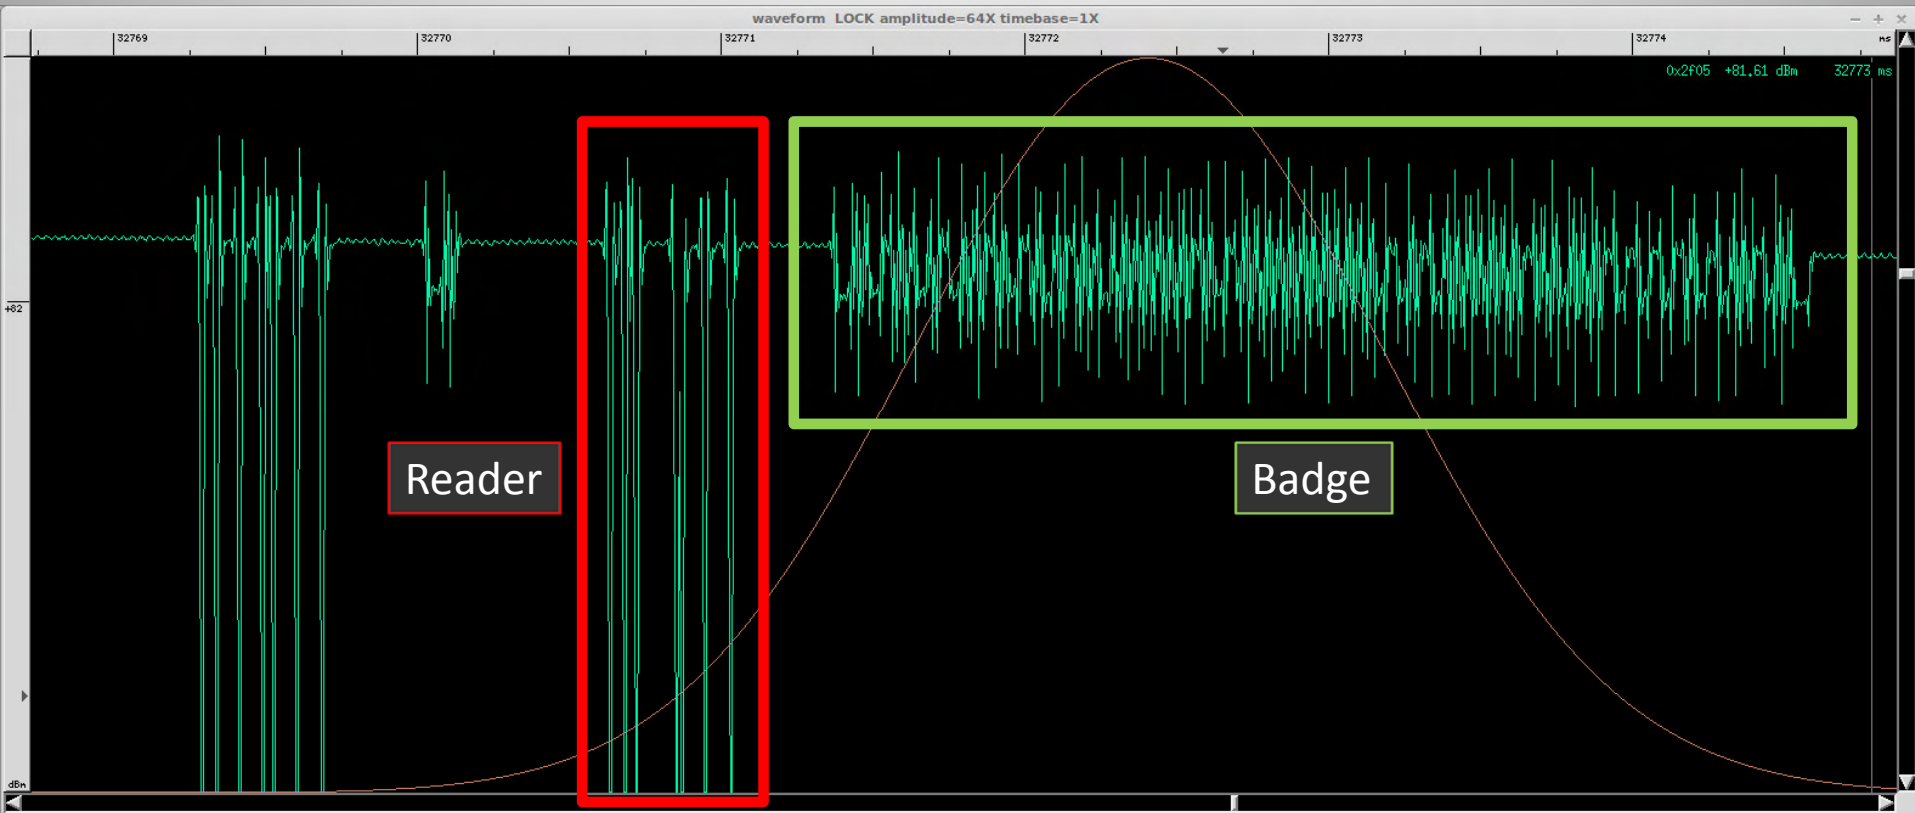 waveform LOCK amplitude=64X timebase=1X
32769 32770 32771 32772 32773 32774 ms
0x2f05 +81.61 dBm 32773 ms
+82
Reader Badge
dBm